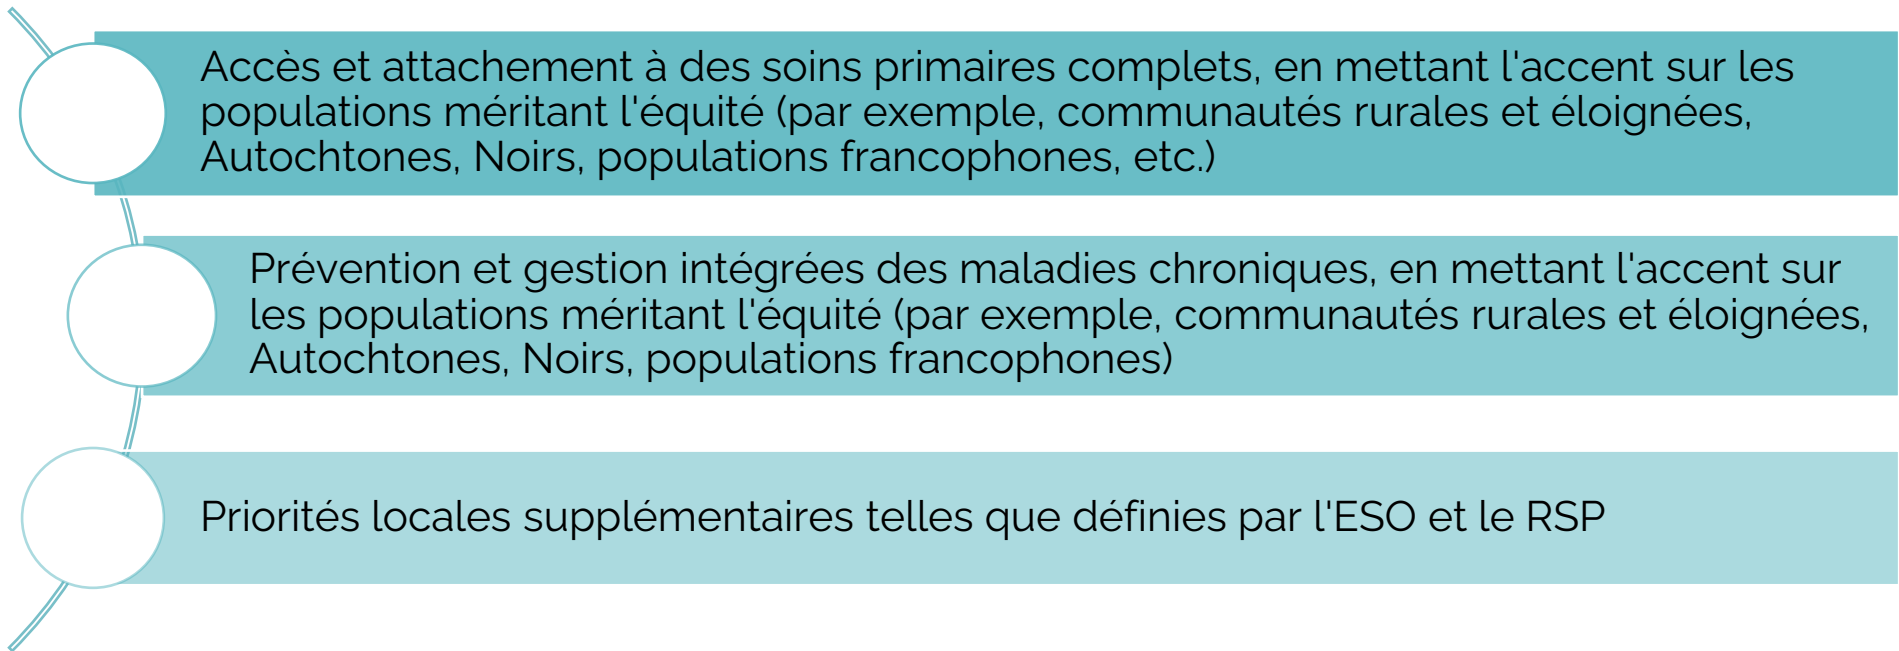 Accès et attachement à des soins primaires complets, en mettant l'accent sur les
populations méritant l'équité (par exemple, communautés rurales et éloignées,
Autochtones, Noirs, populations francophones, etc.)
Prévention et gestion intégrées des maladies chroniques, en mettant l'accent sur
les populations méritant l'équité (par exemple, communautés rurales et éloignées,
Autochtones, Noirs, populations francophones)
Priorités locales supplémentaires telles que définies par l'ESO et le RSP